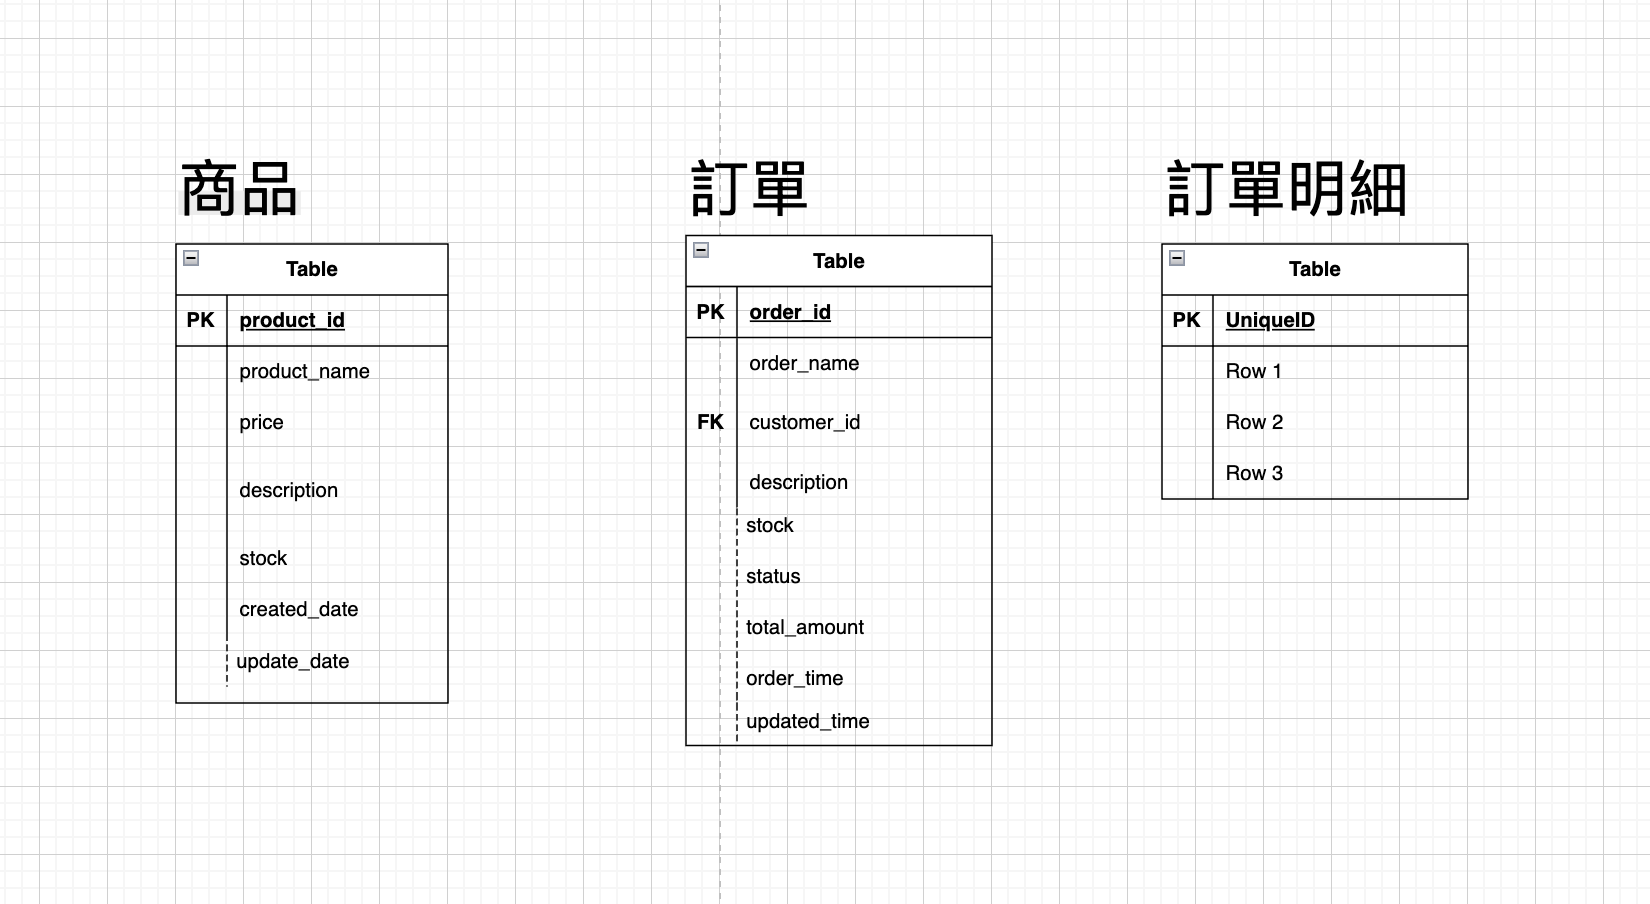 商品
Table
PK product_id
product_name
price
description
stock
created_date
update_date
訂單
Table
PK order_id
order_name
FK customer_id
description
stock
status
total_amount
order_time
updated_time
訂單明細
Table
PK UniqueID
Row 1
Row 2
Row 3